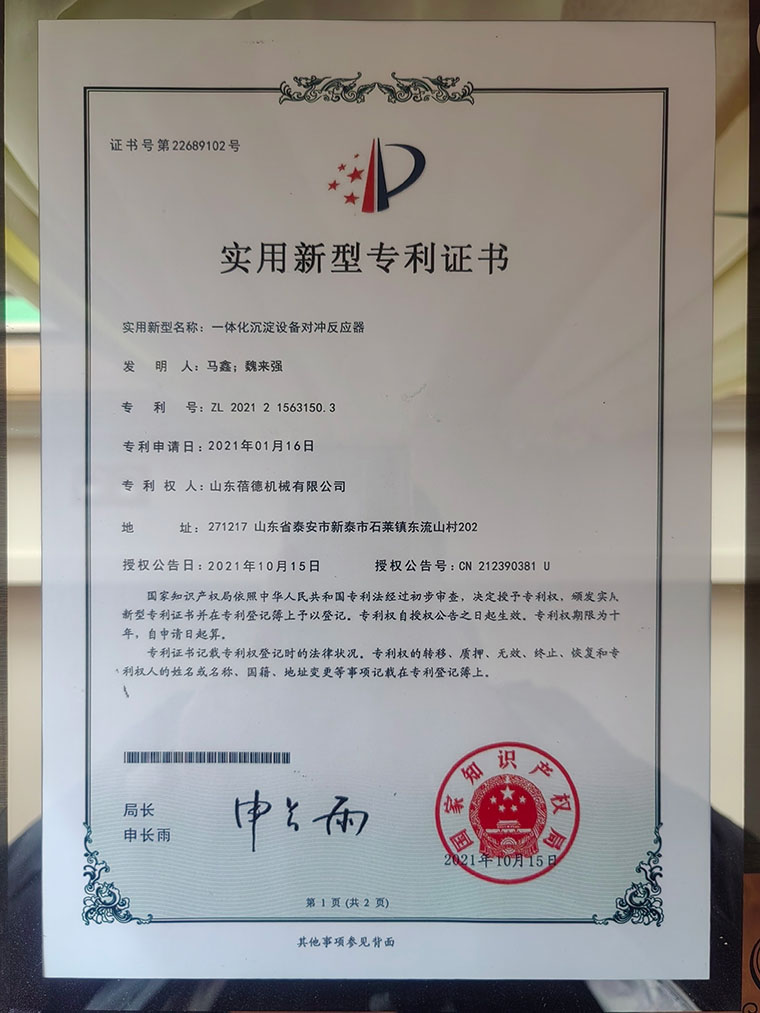 证书号第22689102号
实用新型专利证书
实用新型名称：一体化沉淀设备对冲反应器
发 明 人：马鑫；魏来强
专 利 号：ZL 2021 2 1563150.3
专利申请日：2021年01月16日
专 利 权 人：山东蓓德机械有限公司
地 址：271217 山东省泰安市新泰市石莱镇东流山村202
授权公告日：2021年10月15日 授权公告号：CN 212390381 U
国家知识产权局依照中华人民共和国专利法经过初步审查，决定授予专利权，颁发实用
新型专利证书并在专利登记簿上予以登记。专利权自授权公告之日起生效。专利权期限为十
年，自申请日起算。
专利证书记载专利权登记时的法律状况。专利权的转移、质押、无效、终止、恢复和专
利权人的姓名或名称、国籍、地址变更等事项记载在专利登记簿上。
局长
申长雨
申长雨
国家知识产权局
2021年10月15日
第 1 页 (共 2 页)
其他事项参见背面